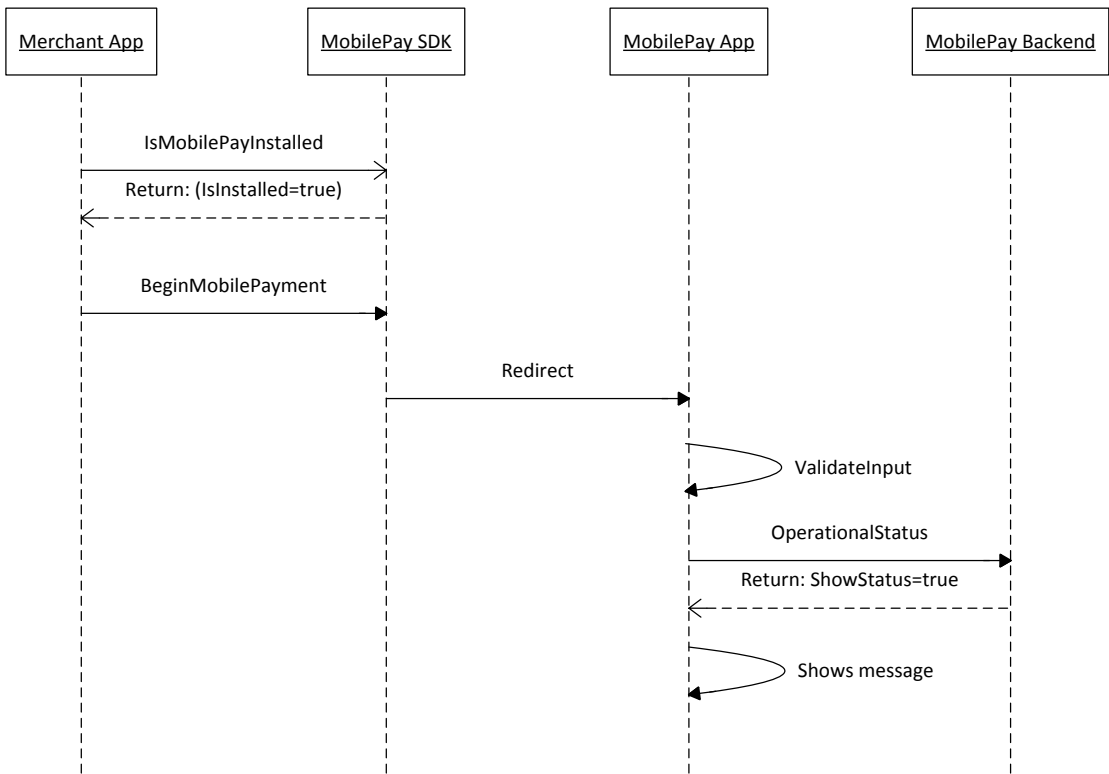 Merchant App
MobilePay SDK
MobilePay App
MobilePay Backend
IsMobilePayInstalled
Return: (IsInstalled=true)
BeginMobilePayment
Redirect
ValidateInput
OperationalStatus
Return: ShowStatus=true
Shows message